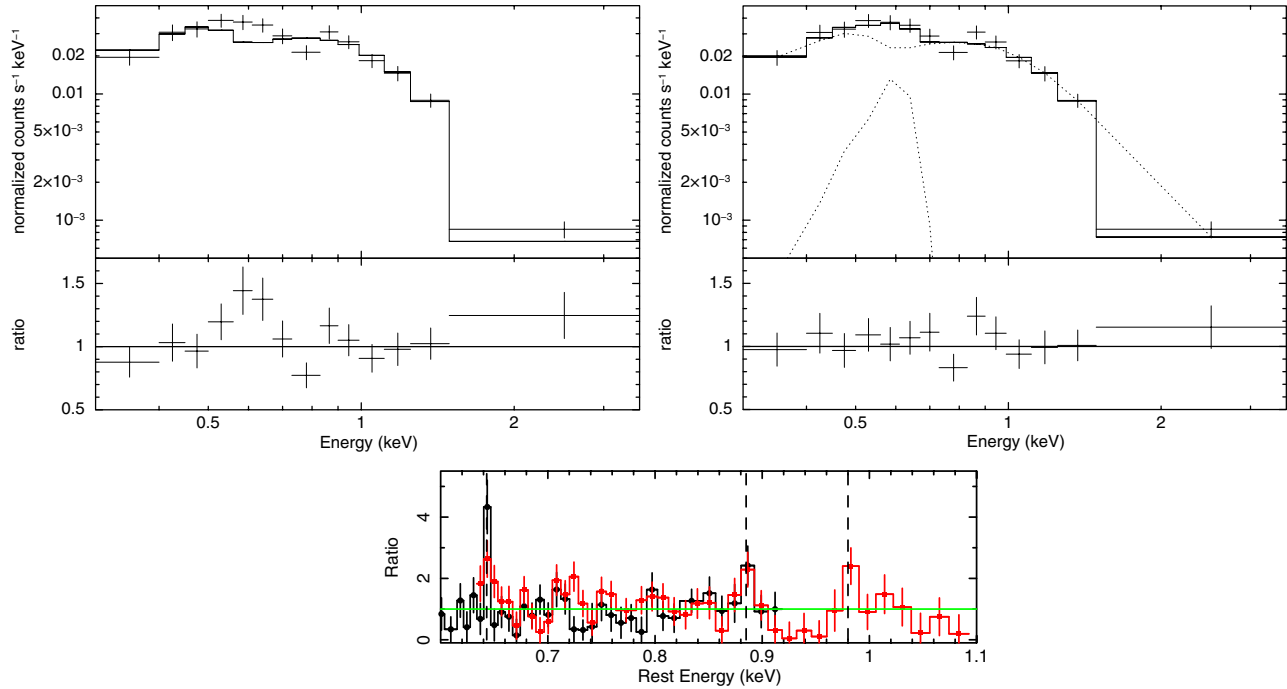 0.02
0.01
5×10⁻³
2×10⁻³
10⁻³
normalized counts s⁻¹ keV⁻¹
1.5
1
0.5
ratio
0.5 1 2
Energy (keV)
0.02
0.01
5×10⁻³
2×10⁻³
10⁻³
normalized counts s⁻¹ keV⁻¹
1.5
1
0.5
ratio
0.5 1 2
Energy (keV)
4
2
0
Ratio
0.7 0.8 0.9 1 1.1
Rest Energy (keV)